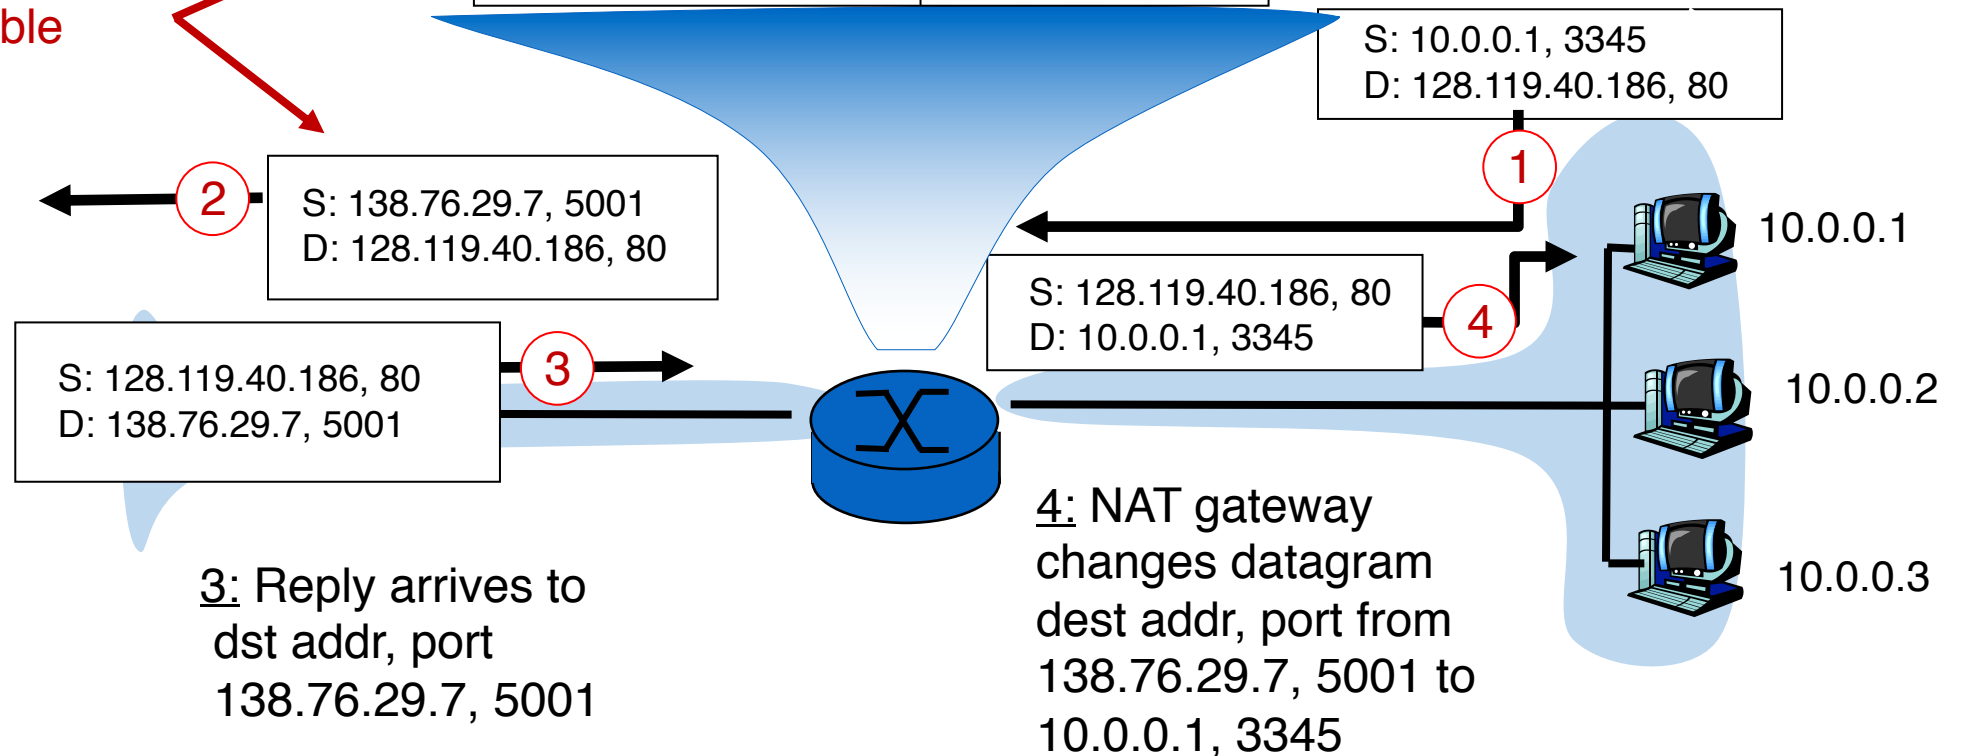 ble
S: 10.0.0.1, 3345
D: 128.119.40.186, 80
1
2
S: 138.76.29.7, 5001
D: 128.119.40.186, 80
10.0.0.1
S: 128.119.40.186, 80
D: 10.0.0.1, 3345
4
S: 128.119.40.186, 80
D: 138.76.29.7, 5001
3
10.0.0.2
10.0.0.3
3: Reply arrives to
dst addr, port
138.76.29.7, 5001
4: NAT gateway
changes datagram
dest addr, port from
138.76.29.7, 5001 to
10.0.0.1, 3345